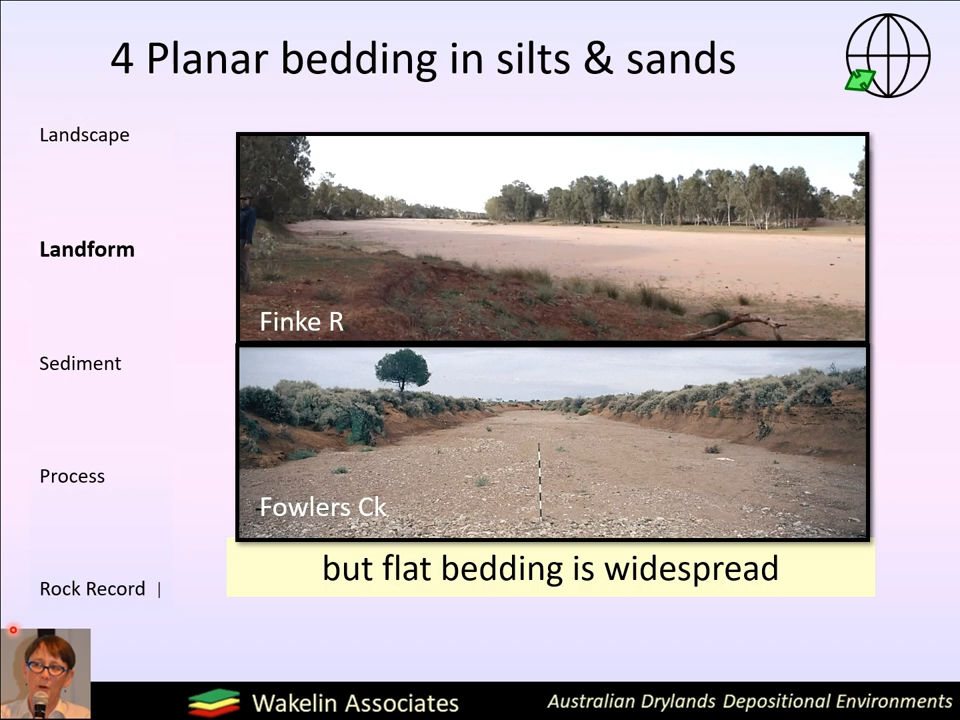 4 Planar bedding in silts & sands
Landscape
Landform
Sediment
Process
Rock Record |
Finke R
Fowlers Ck
but flat bedding is widespread
Wakelin Associates
Australian Drylands Depositional Environments